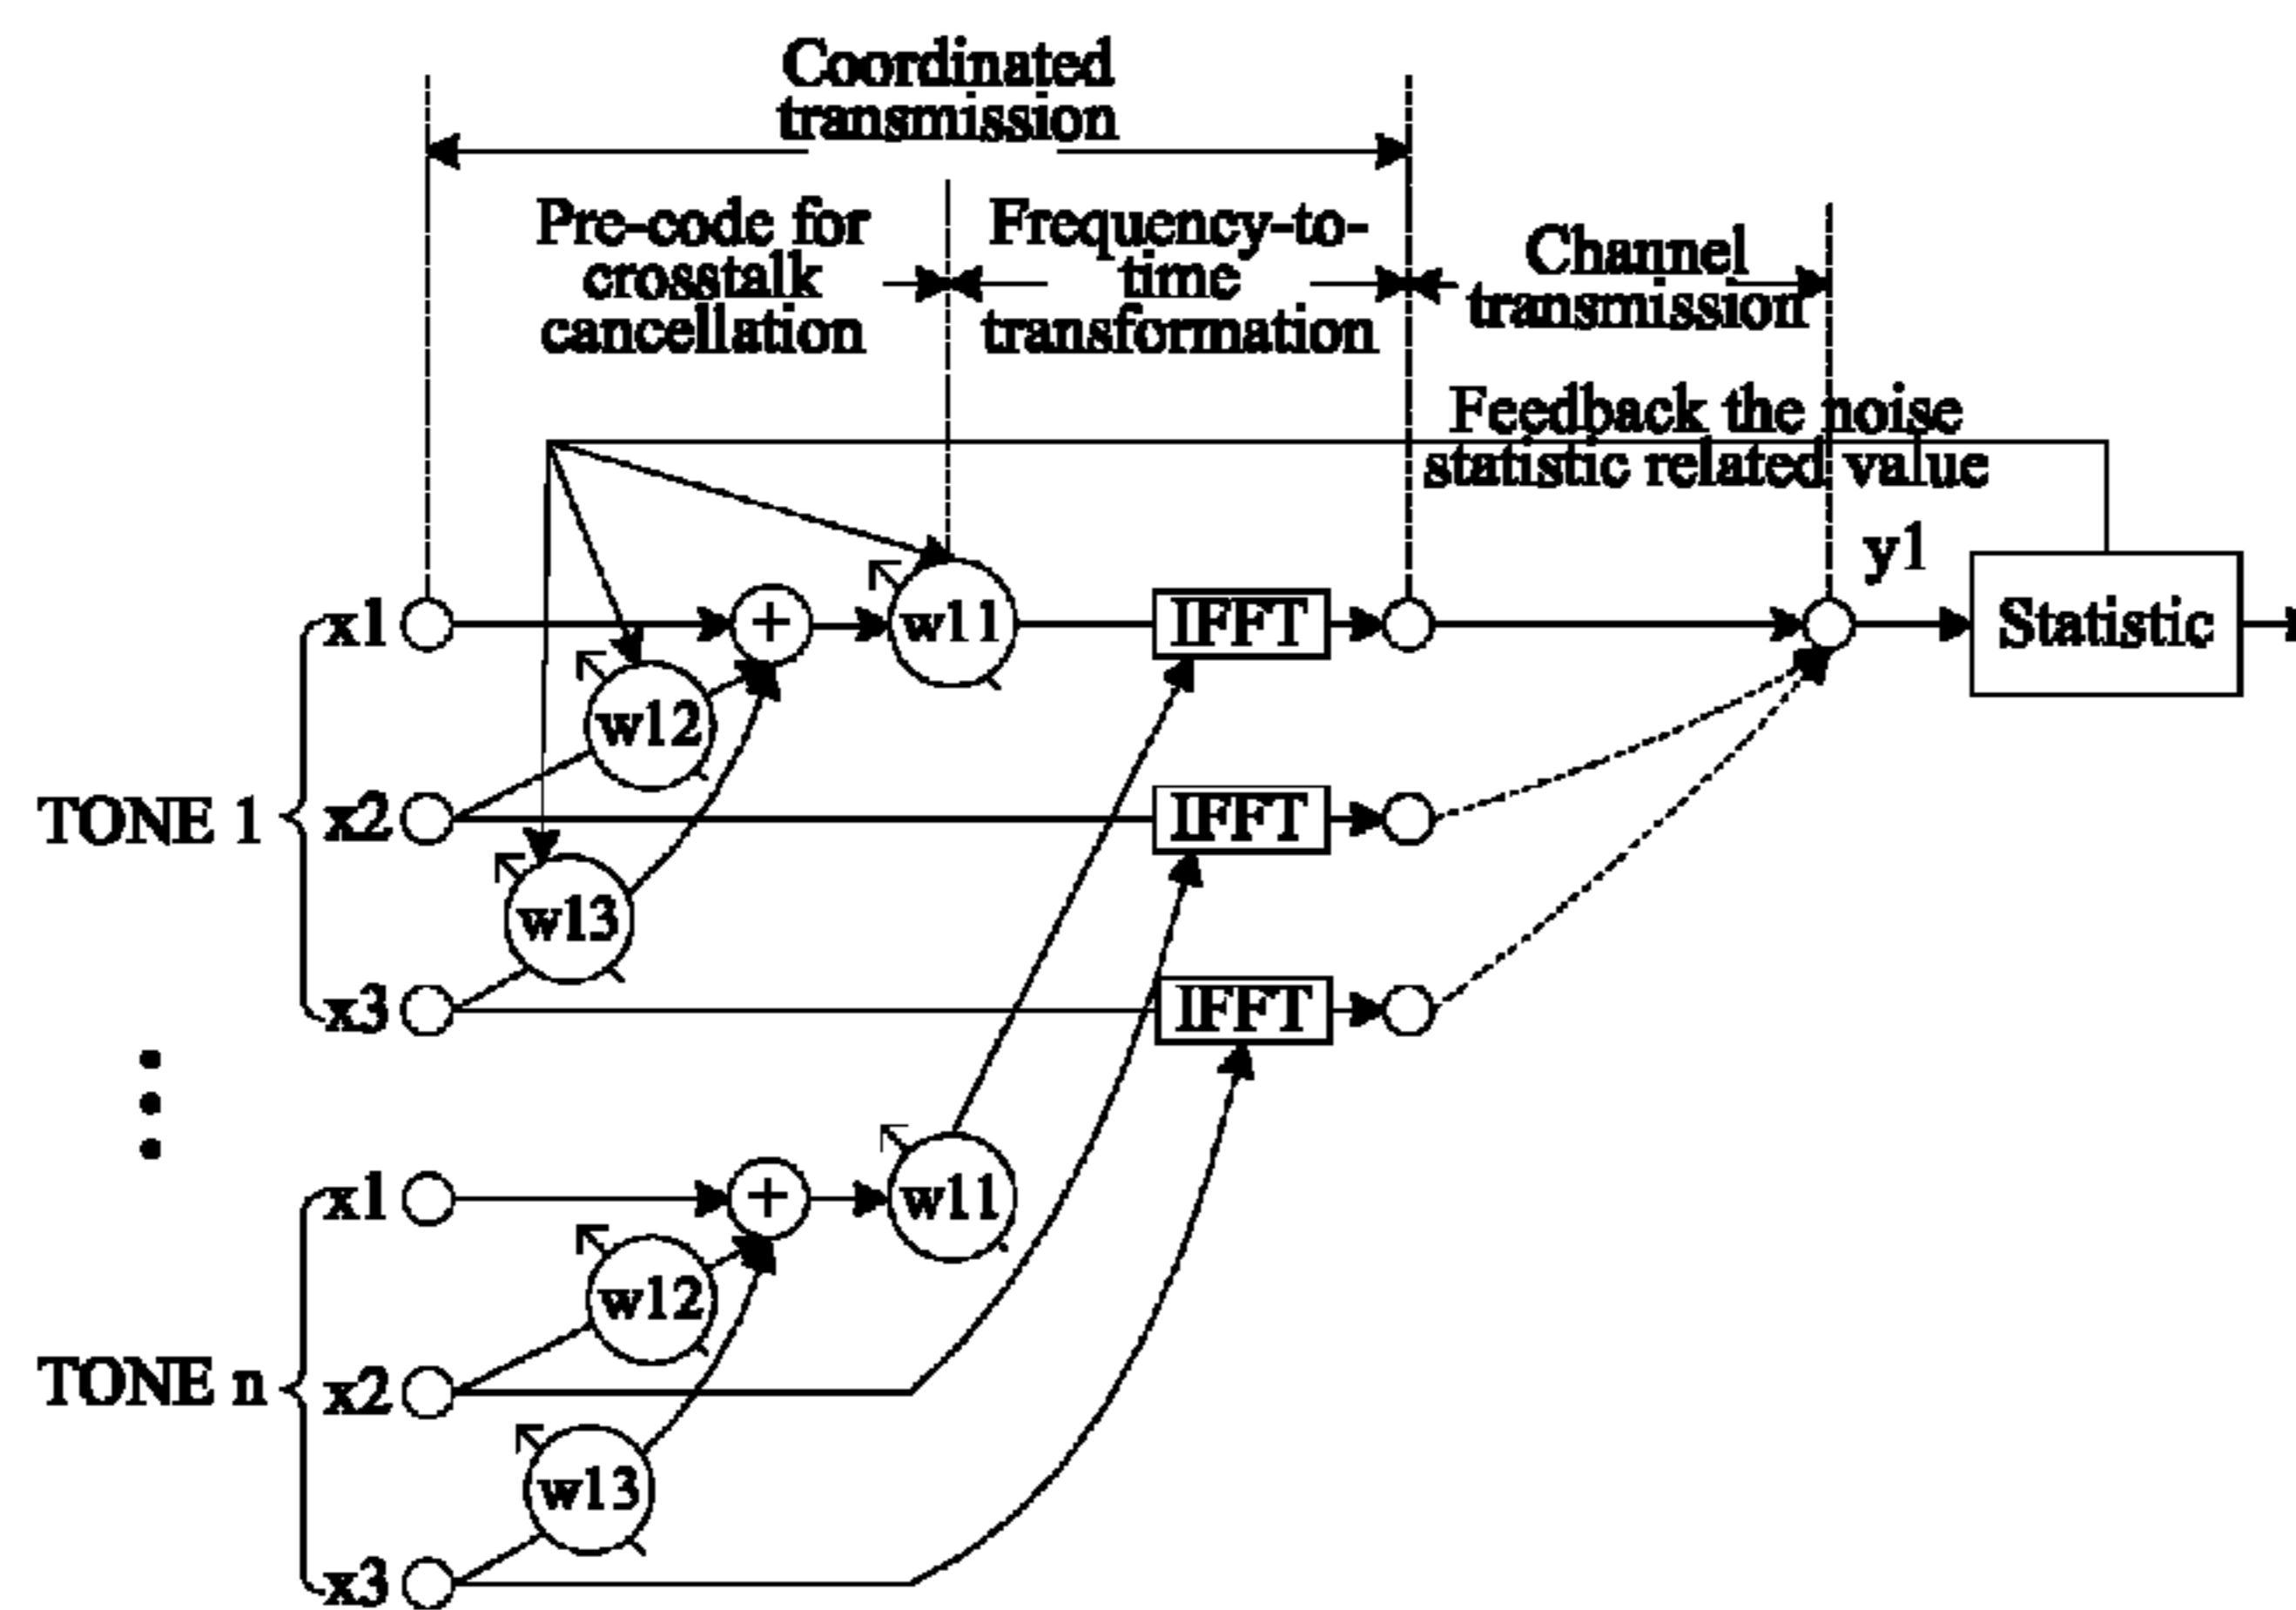 Coordinated
transmission
Pre-code for
crosstalk
cancellation
Frequency-to-
time
transformation
Channel
transmission
Feedback the noise
statistic related value
y1
x1
+
w11
IFFT
Statistic
w12
TONE 1
x2
IFFT
w13
x3
IFFT
x1
+
w11
w12
TONE n
x2
w13
x3